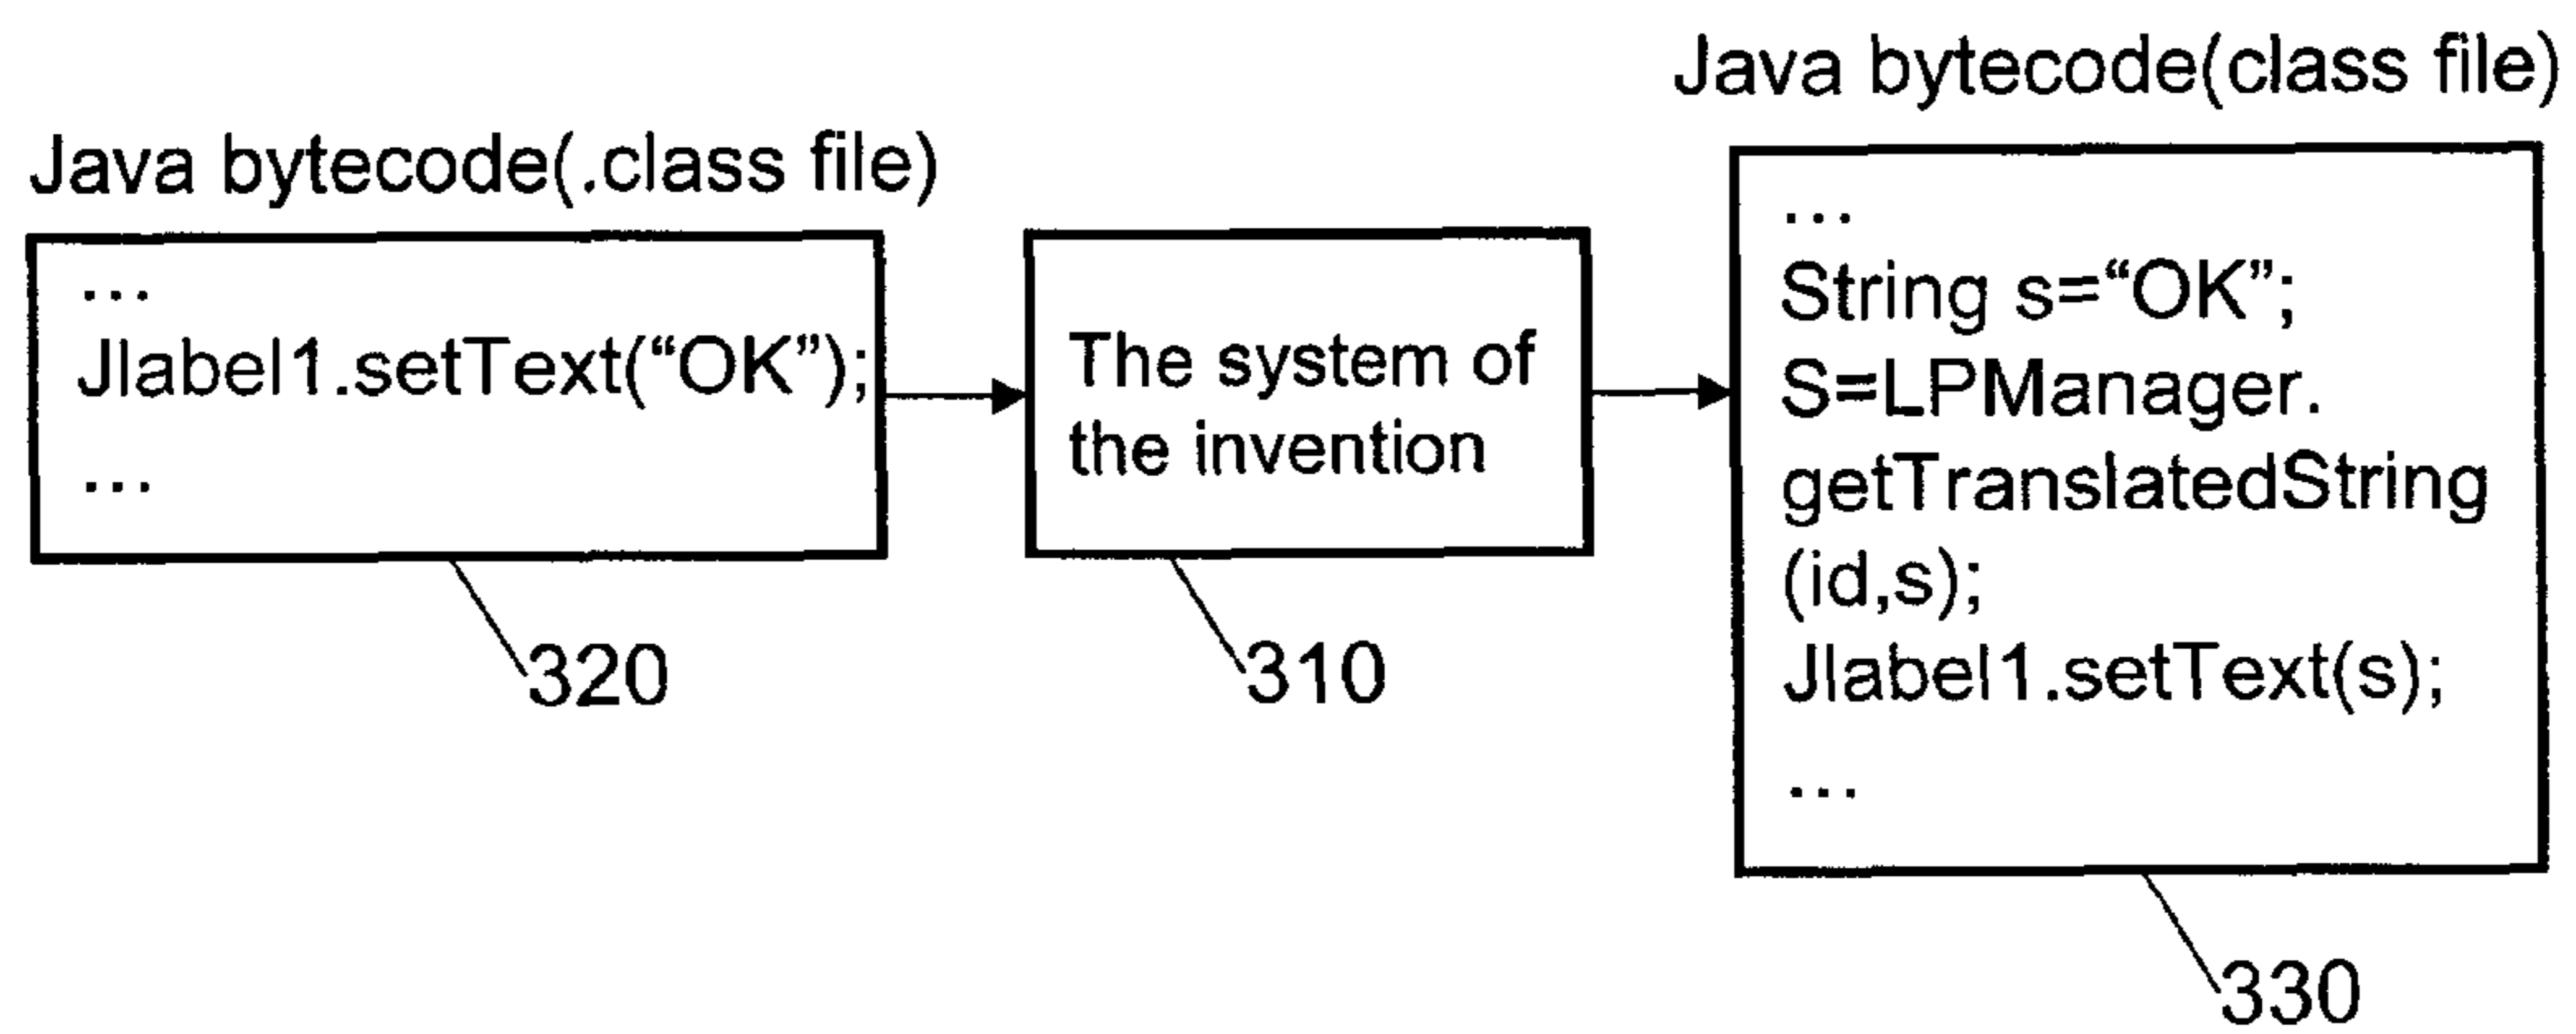 Java bytecode(.class file)
...
Jlabel1.setText(“OK”);
...
320
The system of
the invention
310
Java bytecode(class file)
...
String s=“OK”;
S=LPManager.
getTranslatedString
(id,s);
Jlabel1.setText(s);
...
330